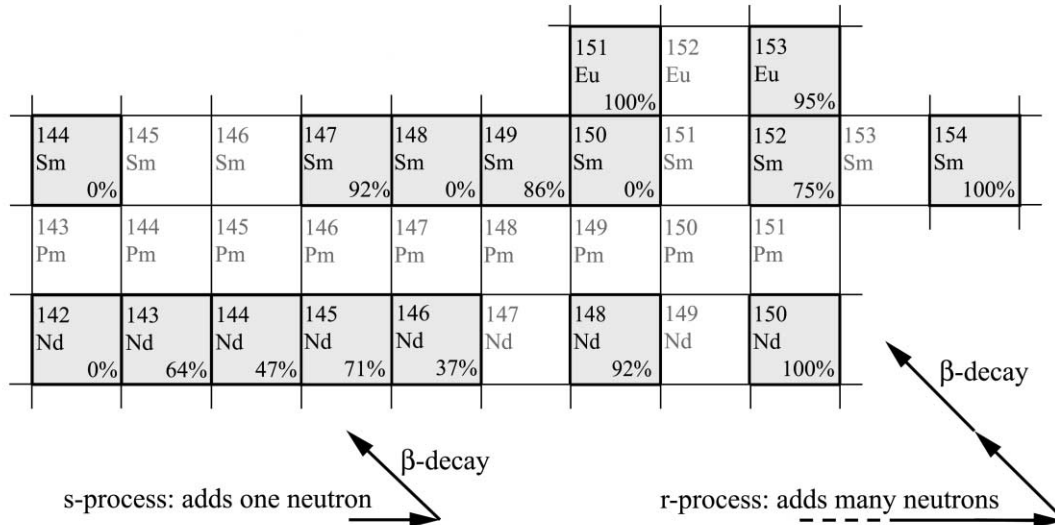 151
Eu
100%
152
Eu
153
Eu
95%
144
Sm
0%
145
Sm
146
Sm
147
Sm
92%
148
Sm
0%
149
Sm
86%
150
Sm
0%
151
Sm
152
Sm
75%
153
Sm
154
Sm
100%
143
Pm
144
Pm
145
Pm
146
Pm
147
Pm
148
Pm
149
Pm
150
Pm
151
Pm
142
Nd
0%
143
Nd
64%
144
Nd
47%
145
Nd
71%
146
Nd
37%
147
Nd
148
Nd
92%
149
Nd
150
Nd
100%
β-decay
β-decay
s-process: adds one neutron
r-process: adds many neutrons